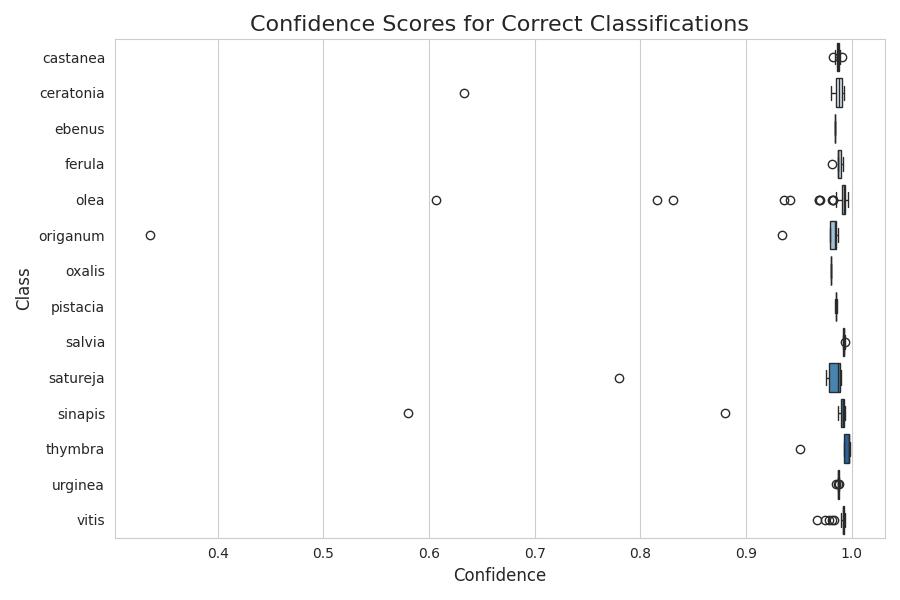 Confidence Scores for Correct Classifications
castanea
ceratonia
ebenus
ferula
olea
origanum
oxalis
pistacia
salvia
satureja
sinapis
thymbra
urginea
vitis
Class
0.4 0.5 0.6 0.7 0.8 0.9 1.0
Confidence